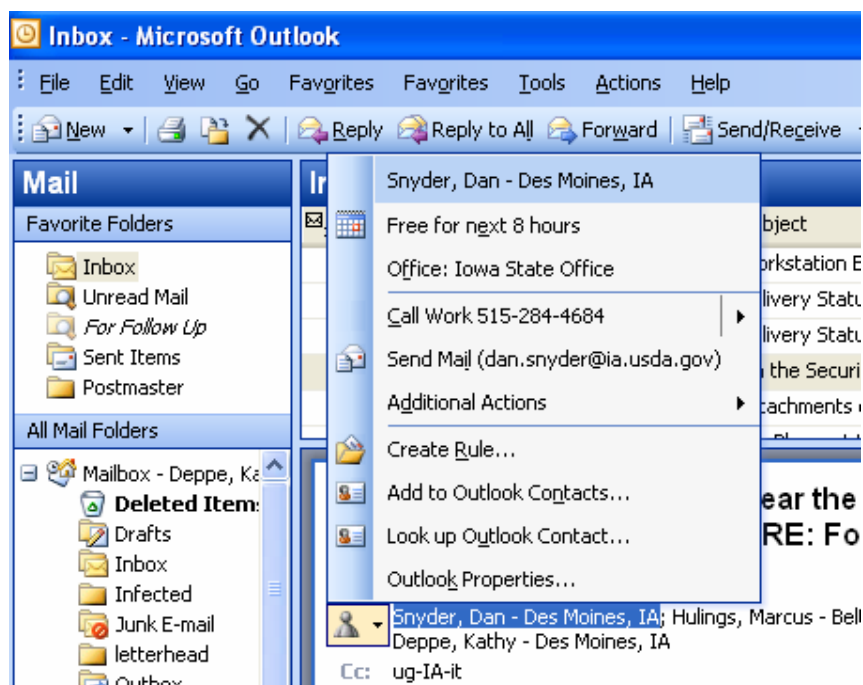 Inbox - Microsoft Outlook
File Edit View Go Favorites Favorites Tools Actions Help
New Reply Reply to All Forward Send/Receive
Mail
Favorite Folders
Inbox
Unread Mail
For Follow Up
Sent Items
Postmaster
All Mail Folders
Mailbox - Deppe, Ka
Deleted Item
Drafts
Inbox
Infected
Junk E-mail
letterhead
Outbox
Snyder, Dan - Des Moines, IA
Free for next 8 hours
Office: Iowa State Office
Call Work 515-284-4684
Send Mail (dan.snyder@ia.usda.gov)
Additional Actions
Create Rule...
Add to Outlook Contacts...
Look up Outlook Contact...
Outlook Properties...
bject
orkstation E
livery Statu
livery Statu
the Securi
tachments
ear the
RE: Fo
Snyder, Dan - Des Moines, IA; Hulings, Marcus - Bell
Deppe, Kathy - Des Moines, IA
Cc: ug-IA-it